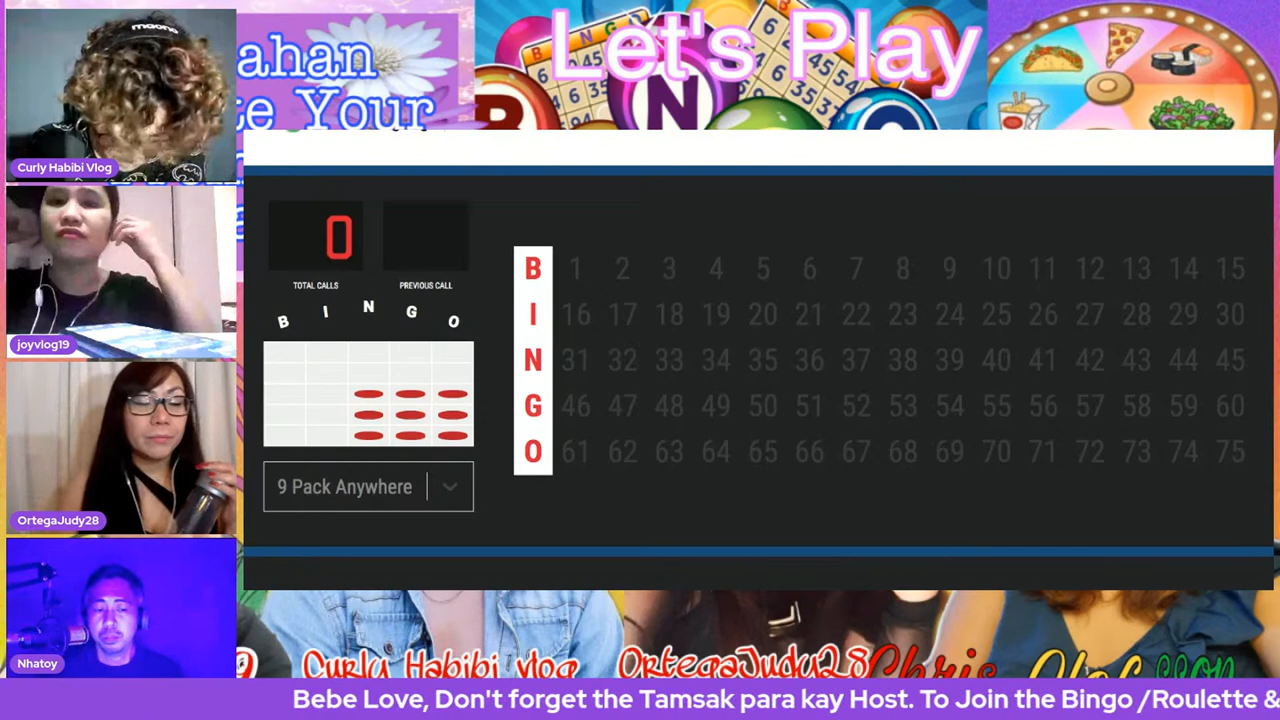 Let's Play
ahan
te Your
B I N G O
N
moong
Curly Habibi Vlog
joyvlog19
OrtegaJudy28
Nhatoy
0
TOTAL CALLS
PREVIOUS CALL
B I N G O
9 Pack Anywhere
B 1 2 3 4 5 6 7 8 9 10 11 12 13 14 15
I 16 17 18 19 20 21 22 23 24 25 26 27 28 29 30
N 31 32 33 34 35 36 37 38 39 40 41 42 43 44 45
G 46 47 48 49 50 51 52 53 54 55 56 57 58 59 60
O 61 62 63 64 65 66 67 68 69 70 71 72 73 74 75
Curly Habibi vlog
OrtegaJudy28
Chris
Bebe Love, Don't forget the Tamsak para kay Host. To Join the Bingo /Roulette &